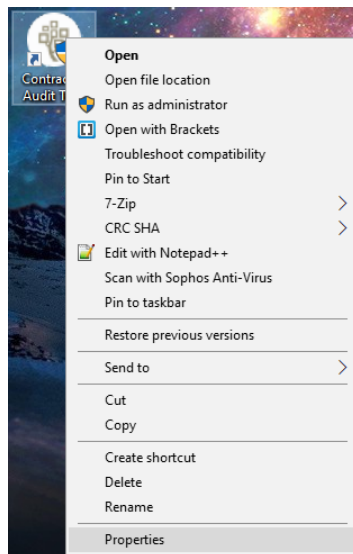 Audit T
Open
Open file location
Run as administrator
Open with Brackets
Troubleshoot compatibility
Pin to Start
7-Zip
CRC SHA
Edit with Notepad++
Scan with Sophos Anti-Virus
Pin to taskbar
Restore previous versions
Send to
Cut
Copy
Create shortcut
Delete
Rename
Properties